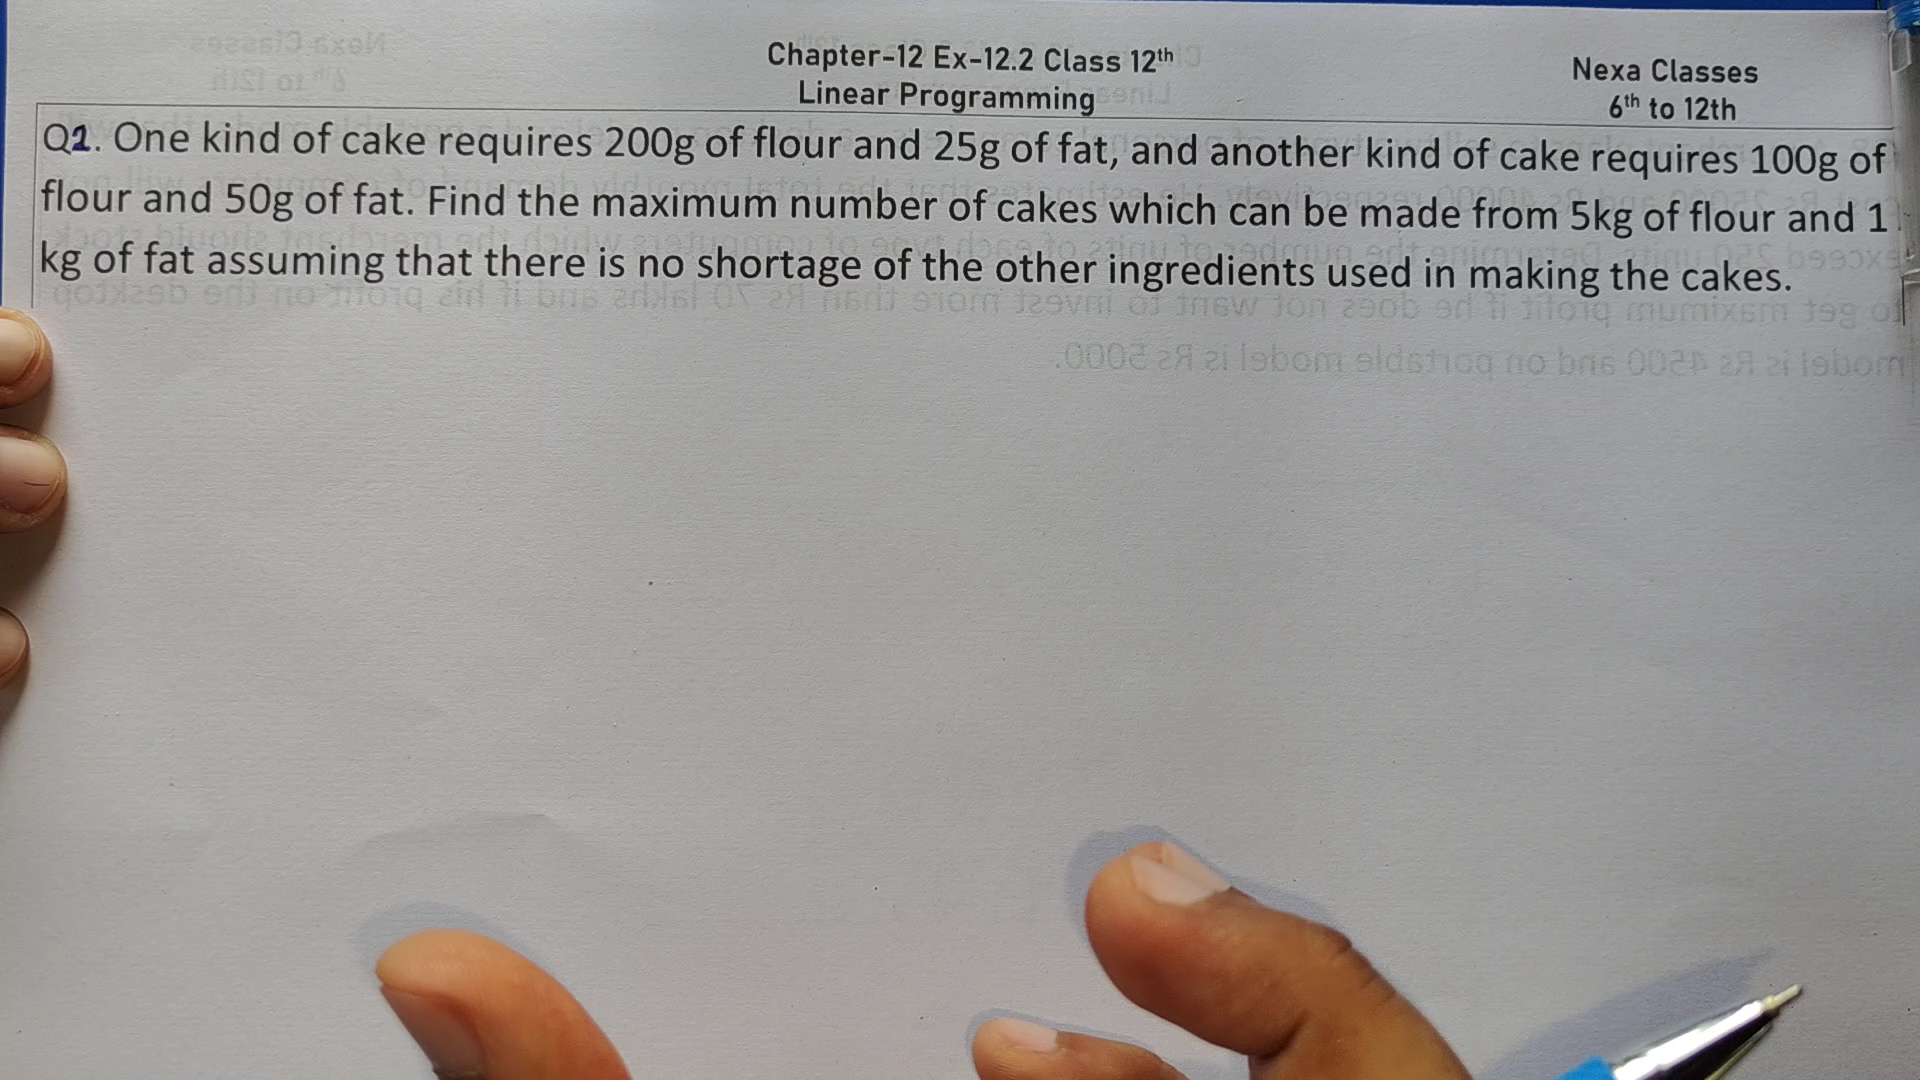 Chapter-12 Ex-12.2 Class 12th
Linear Programming
Nexa Classes
6th to 12th
Q2. One kind of cake requires 200g of flour and 25g of fat, and another kind of cake requires 100g of
flour and 50g of fat. Find the maximum number of cakes which can be made from 5kg of flour and 1
kg of fat assuming that there is no shortage of the other ingredients used in making the cakes.